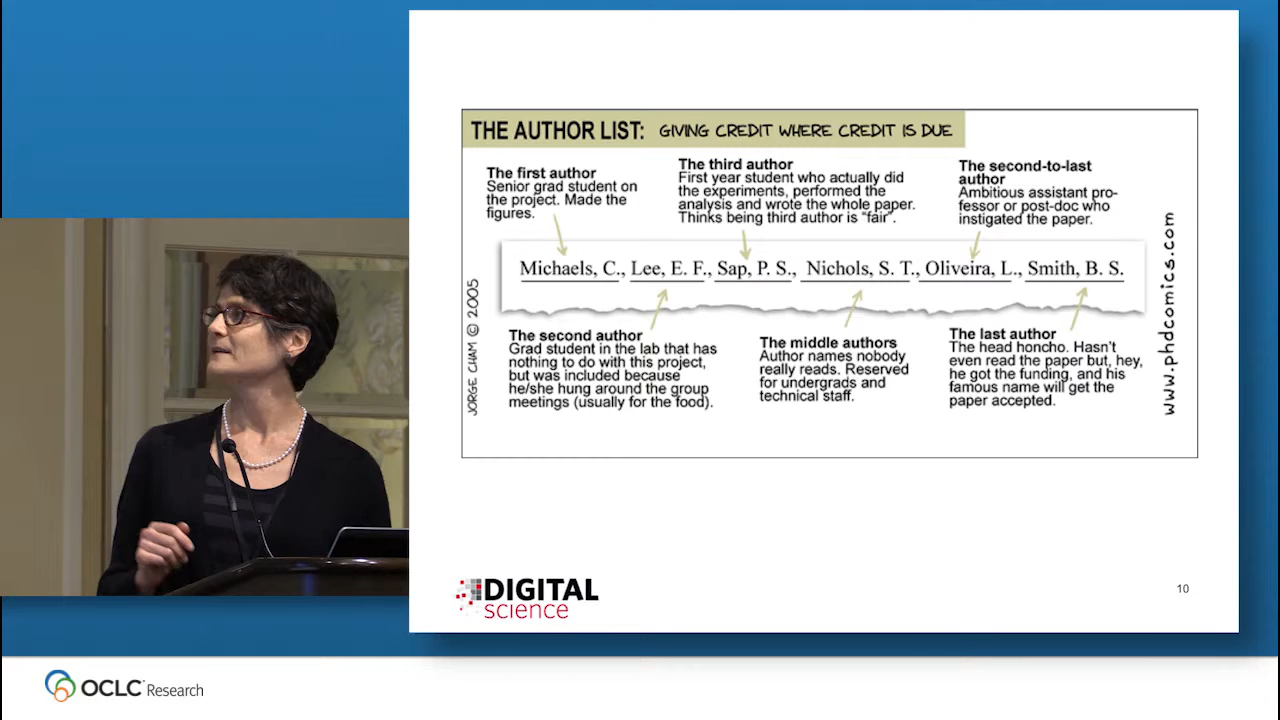 THE AUTHOR LIST: GIVING CREDIT WHERE CREDIT IS DUE
The first author
Senior grad student on
the project. Made the
figures.
The third author
First year student who actually did
the experiments, performed the
analysis and wrote the whole paper.
Thinks being third author is "fair".
The second-to-last
author
Ambitious assistant pro-
fessor or post-doc who
instigated the paper.
Michaels, C., Lee, E. F., Sap, P. S., Nichols, S. T., Oliveira, L., Smith, B. S.
The second author
Grad student in the lab that has
nothing to do with this project,
but was included because
he/she hung around the group
meetings (usually for the food).
The middle authors
Author names nobody
really reads. Reserved
for undergrads and
technical staff.
The last author
The head honcho. Hasn't
even read the paper but, hey,
he got the funding, and his
famous name will get the
paper accepted.
JORGE CHAM © 2005
www.phdcomics.com
DIGITAL
science
10
OCLC Research